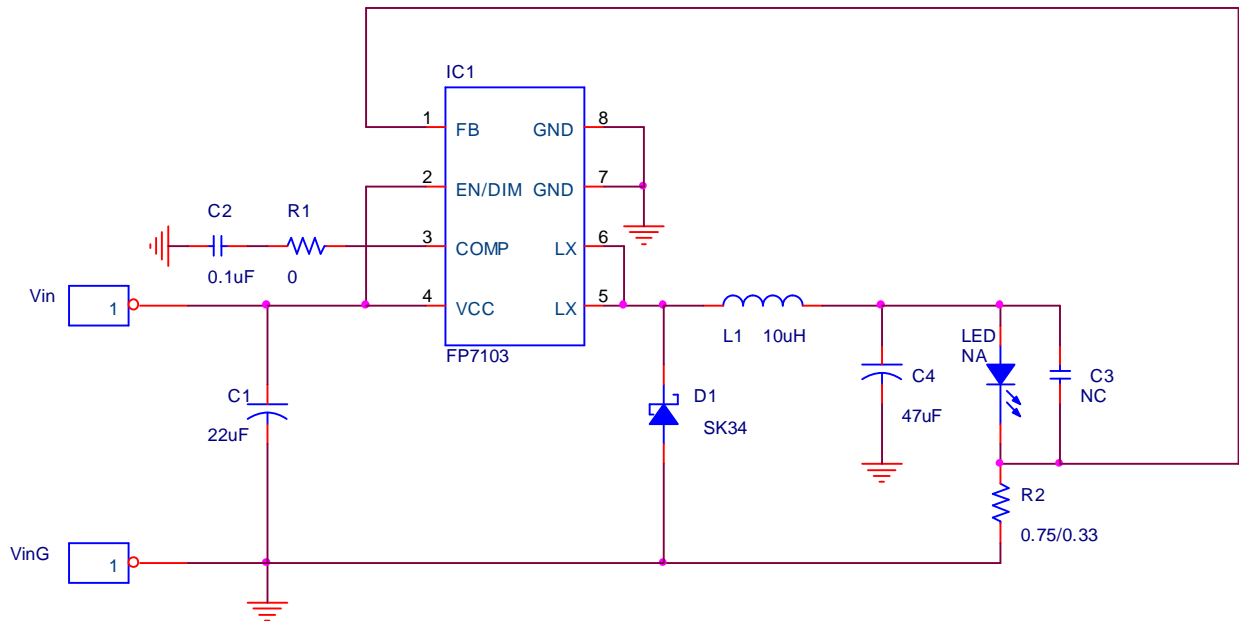 IC1
1 FB GND 8
2 EN/DIM GND 7
C2 R1
3 COMP LX 6
0.1uF 0
Vin 1
4 VCC LX 5
L1 10uH
FP7103
LED
NA
C4
47uF
C3
NC
C1
22uF
D1
SK34
R2
0.75/0.33
VinG 1